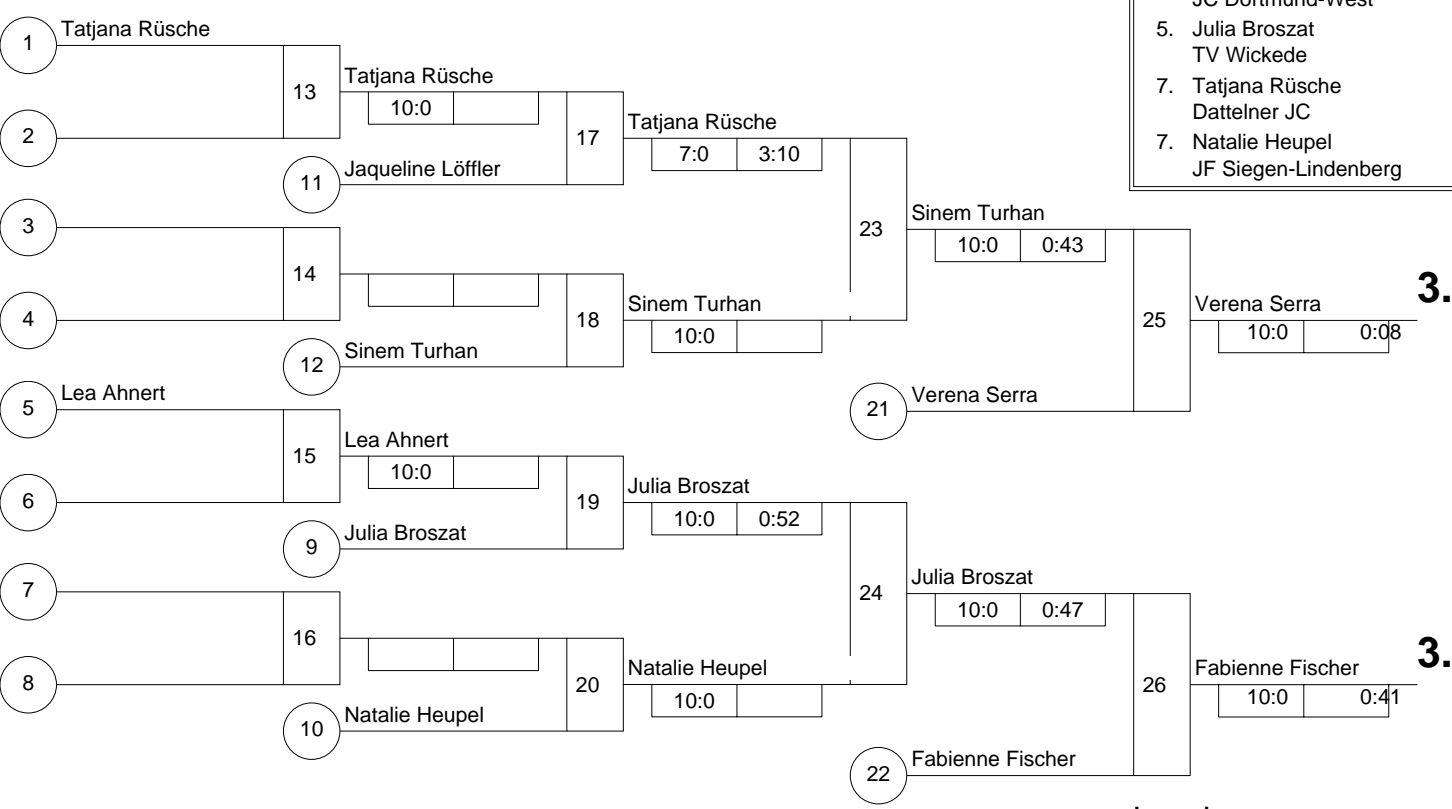 JC Dortmund-West
5. Julia Broszat
TV Wickede
7. Tatjana Rüsche
Dattelner JC
7. Natalie Heupel
JF Siegen-Lindenberg
1 Tatjana Rüsche
2
13 Tatjana Rüsche
10:0
11 Jaqueline Löffler
17 Tatjana Rüsche
7:0 3:10
3
4
14
12 Sinem Turhan
18 Sinem Turhan
10:0
23 Sinem Turhan
10:0 0:43
21 Verena Serra
25 Verena Serra 3.
10:0 0:08
5 Lea Ahnert
6
15 Lea Ahnert
10:0
9 Julia Broszat
19 Julia Broszat
10:0 0:52
7
8
16
10 Natalie Heupel
20 Natalie Heupel
10:0
24 Julia Broszat
10:0 0:47
22 Fabienne Fischer
26 Fabienne Fischer 3.
10:0 0:41